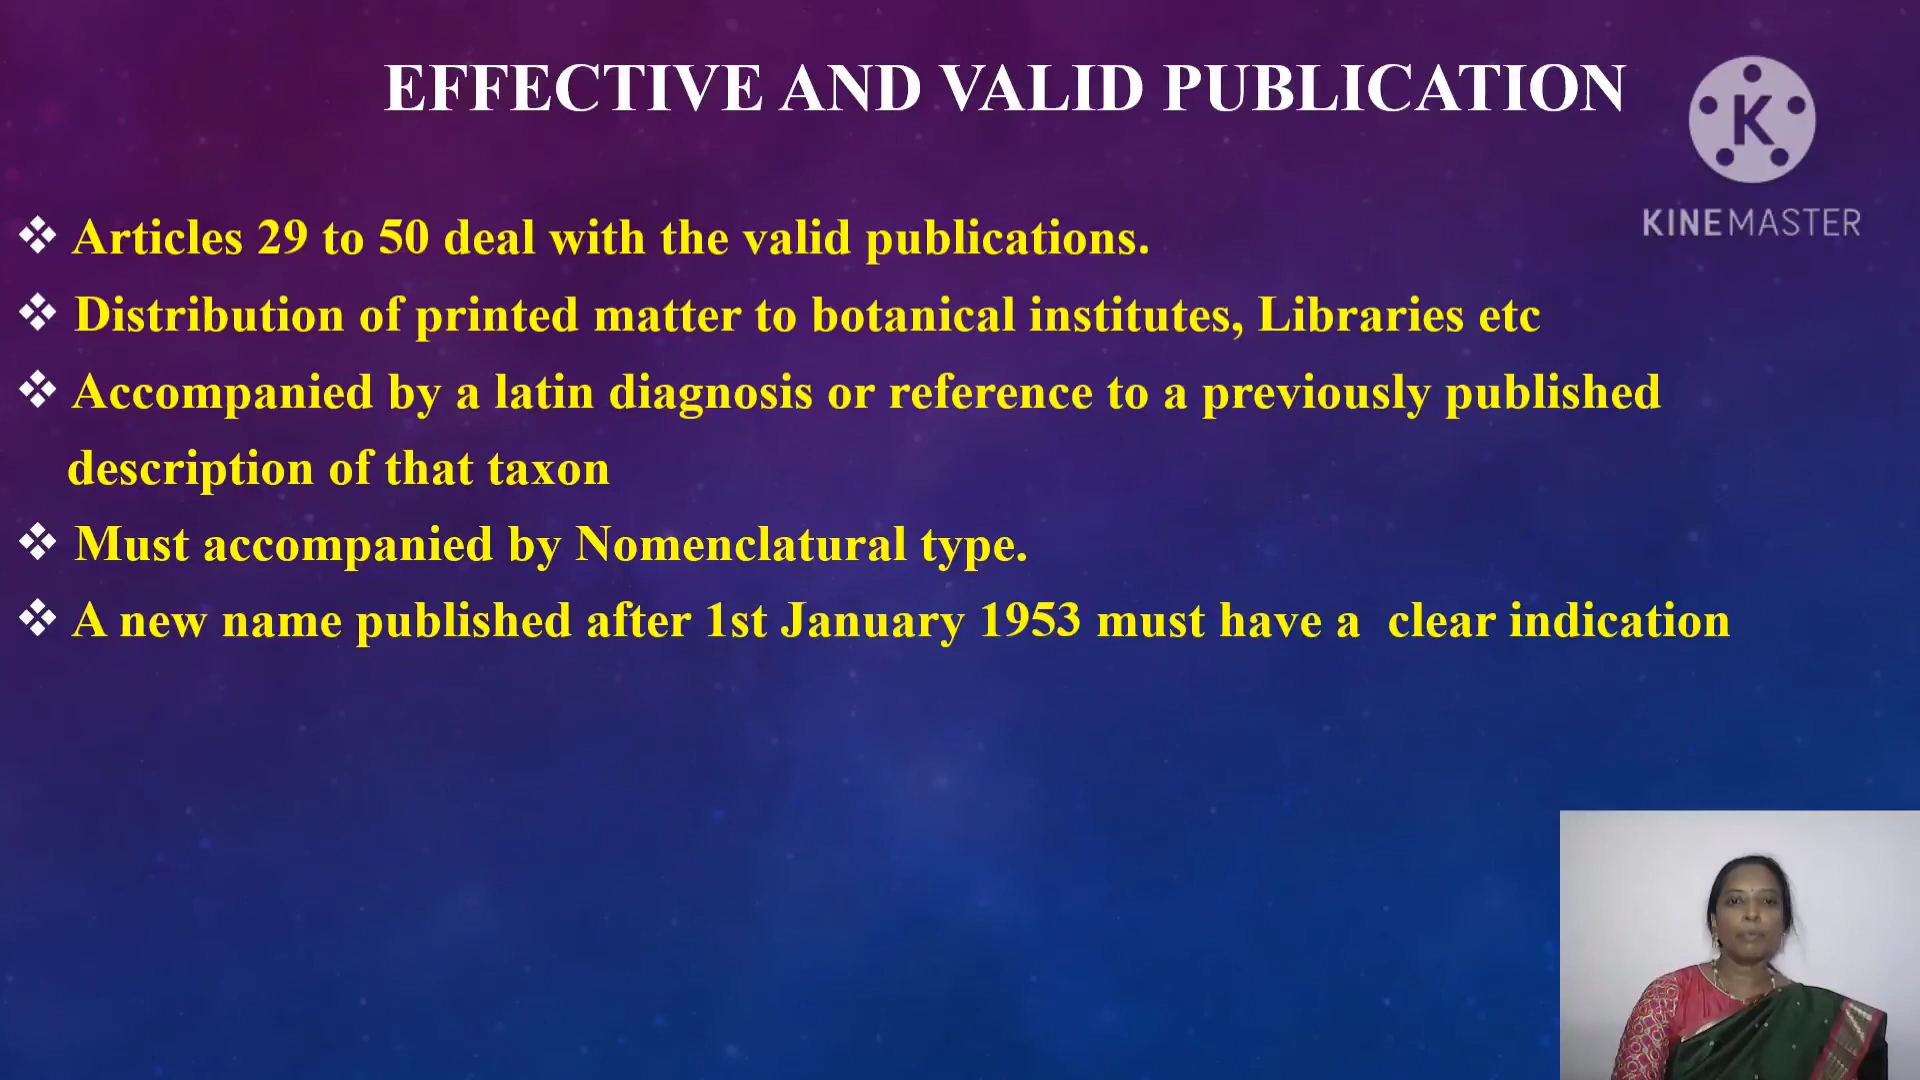 EFFECTIVE AND VALID PUBLICATION
K
KINEMASTER
❖ Articles 29 to 50 deal with the valid publications.
❖ Distribution of printed matter to botanical institutes, Libraries etc
❖ Accompanied by a latin diagnosis or reference to a previously published
description of that taxon
❖ Must accompanied by Nomenclatural type.
❖ A new name published after 1st January 1953 must have a clear indication